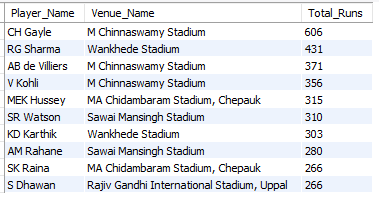 Player_Name Venue_Name Total_Runs
CH Gayle M Chinnaswamy Stadium 606
RG Sharma Wankhede Stadium 431
AB de Villiers M Chinnaswamy Stadium 371
V Kohli M Chinnaswamy Stadium 356
MEK Hussey MA Chidambaram Stadium, Chepauk 315
SR Watson Sawai Mansingh Stadium 310
KD Karthik Wankhede Stadium 303
AM Rahane Sawai Mansingh Stadium 280
SK Raina MA Chidambaram Stadium, Chepauk 266
S Dhawan Rajiv Gandhi International Stadium, Uppal 266